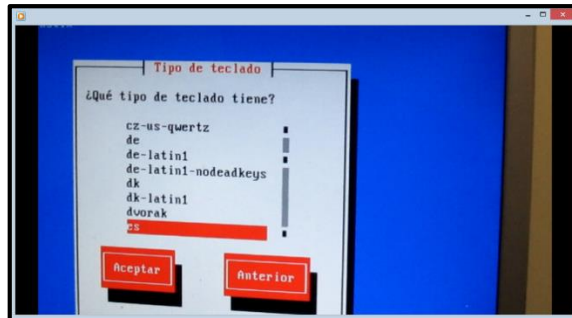 Tipo de teclado
¿Qué tipo de teclado tiene?
cz-us-qwertz
de
de-latin1
de-latin1-nodeadkeys
dk
dk-latin1
dvorak
es
Aceptar
Anterior